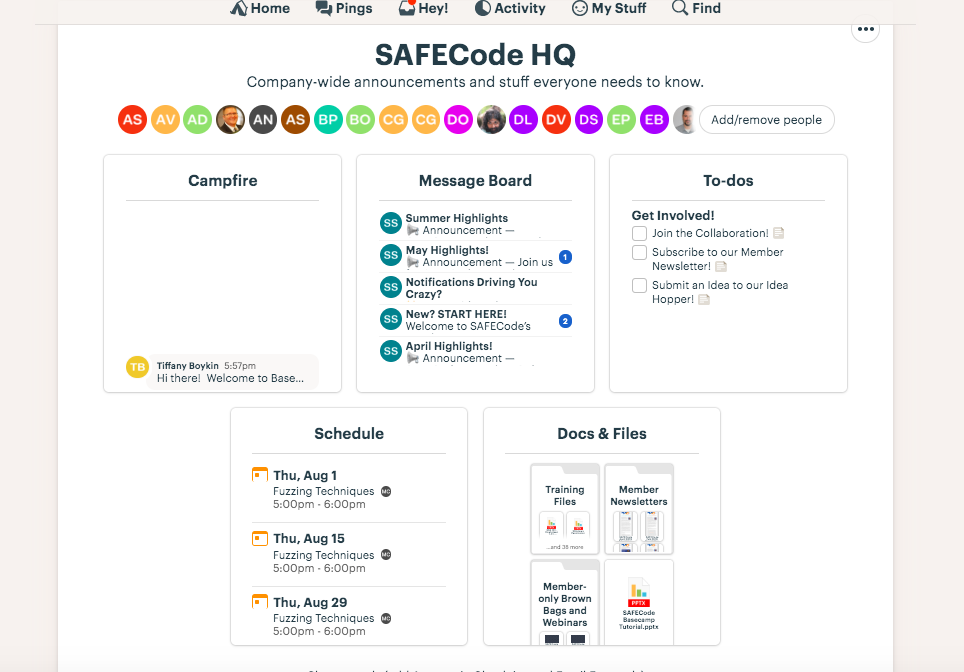 Home Pings Hey! Activity My Stuff Find
SAFECode HQ
Company-wide announcements and stuff everyone needs to know.
AS AV AD AN AS BP BO CG CG DO DL DV DS EP EB Add/remove people
Campfire
TB Tiffany Boykin 5:57pm
Hi there! Welcome to Base...
Message Board
SS Summer Highlights
Announcement —
SS May Highlights!
Announcement — Join us 1
SS Notifications Driving You
Crazy?
SS New? START HERE!
Welcome to SAFECode's 2
SS April Highlights!
Announcement —
To-dos
Get Involved!
Join the Collaboration!
Subscribe to our Member
Newsletter!
Submit an Idea to our Idea
Hopper!
Schedule
Thu, Aug 1
Fuzzing Techniques MC
5:00pm - 6:00pm
Thu, Aug 15
Fuzzing Techniques MC
5:00pm - 6:00pm
Thu, Aug 29
Fuzzing Techniques MC
5:00pm - 6:00pm
Docs & Files
Training
Files
...and 38 more
Member
Newsletters
Member-
only Brown
Bags and
Webinars
PPTX
SAFECode
Basecamp
Tutorial.pptx